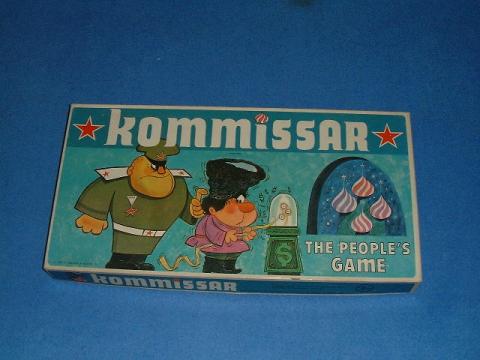 KOMMISSAR
THE PEOPLE'S
GAME
$
KOMMISSAR